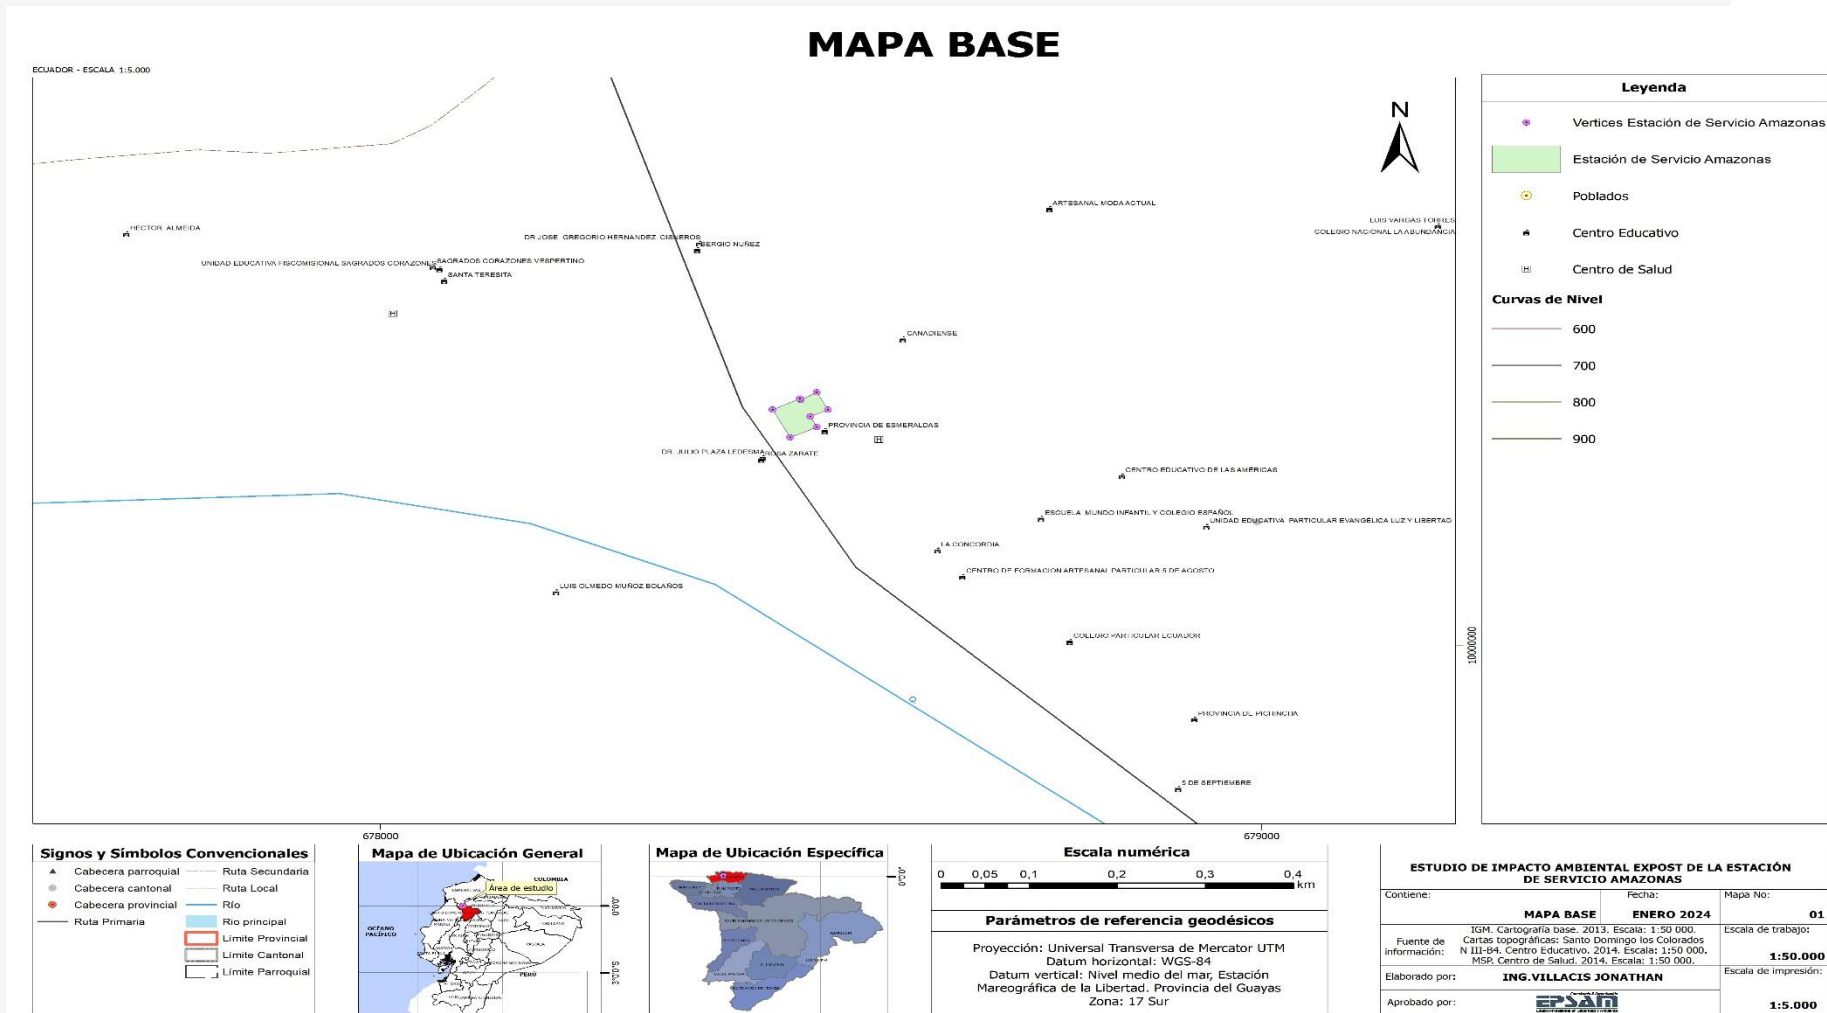 MAPA BASE
ECUADOR - ESCALA 1:5.000
N
HECTOR ALMEIDA
UNIDAD EDUCATIVA FISCOMISIONAL SAGRADOS CORAZONES
SAGRADOS CORAZONES VESPERTINO
SANTA TERESITA
H
DR JOSE GREGORIO HERNANDEZ CISNEROS
SERGIO NUÑEZ
ARTESANAL MODA ACTUAL
LUIS VARGAS TORRES
COLEGIO NACIONAL LA ABUNDANCIA
CANADIENSE
PROVINCIA DE ESMERALDAS
H
DR. JULIO PLAZA LEDESMA
ROSA ZARATE
CENTRO EDUCATIVO DE LAS AMÉRICAS
ESCUELA MUNDO INFANTIL Y COLEGIO ESPAÑOL
UNIDAD EDUCATIVA PARTICULAR EVANGÉLICA LUZ Y LIBERTAD
LA CONCORDIA
CENTRO DE FORMACION ARTESANAL PARTICULAR 5 DE AGOSTO
LUIS OLMEDO MUÑOZ BOLAÑOS
COLEGIO PARTICULAR ECUADOR
PROVINCIA DE PICHINCHA
5 DE SEPTIEMBRE
678000
679000
10000000
Leyenda
Vertices Estación de Servicio Amazonas
Estación de Servicio Amazonas
Poblados
Centro Educativo
H Centro de Salud
Curvas de Nivel
600
700
800
900
Signos y Símbolos Convencionales
Cabecera parroquial
Cabecera cantonal
Cabecera provincial
Ruta Primaria
Ruta Secundaria
Ruta Local
Río
Rio principal
Límite Provincial
Límite Cantonal
Límite Parroquial
Mapa de Ubicación General
COLOMBIA
Área de estudio
OCÉANO
PACÍFICO
PERÚ
0°0'0"
Mapa de Ubicación Específica
0°0'0"
Escala numérica
0 0,05 0,1 0,2 0,3 0,4
km
Parámetros de referencia geodésicos
Proyección: Universal Transversa de Mercator UTM
Datum horizontal: WGS-84
Datum vertical: Nivel medio del mar, Estación
Mareográfica de la Libertad. Provincia del Guayas
Zona: 17 Sur
ESTUDIO DE IMPACTO AMBIENTAL EXPOST DE LA ESTACIÓN
DE SERVICIO AMAZONAS
Contiene:
MAPA BASE
Fecha:
ENERO 2024
Mapa No:
01
Fuente de
información:
IGM. Cartografía base. 2013. Escala: 1:50 000.
Cartas topográficas: Santo Domingo los Colorados
N III-B4. Centro Educativo. 2014. Escala: 1:50 000.
MSP. Centro de Salud. 2014. Escala: 1:50 000.
Escala de trabajo:
1:50.000
Elaborado por:
ING.VILLACIS JONATHAN
Escala de impresión:
1:5.000
Aprobado por:
EPSAM